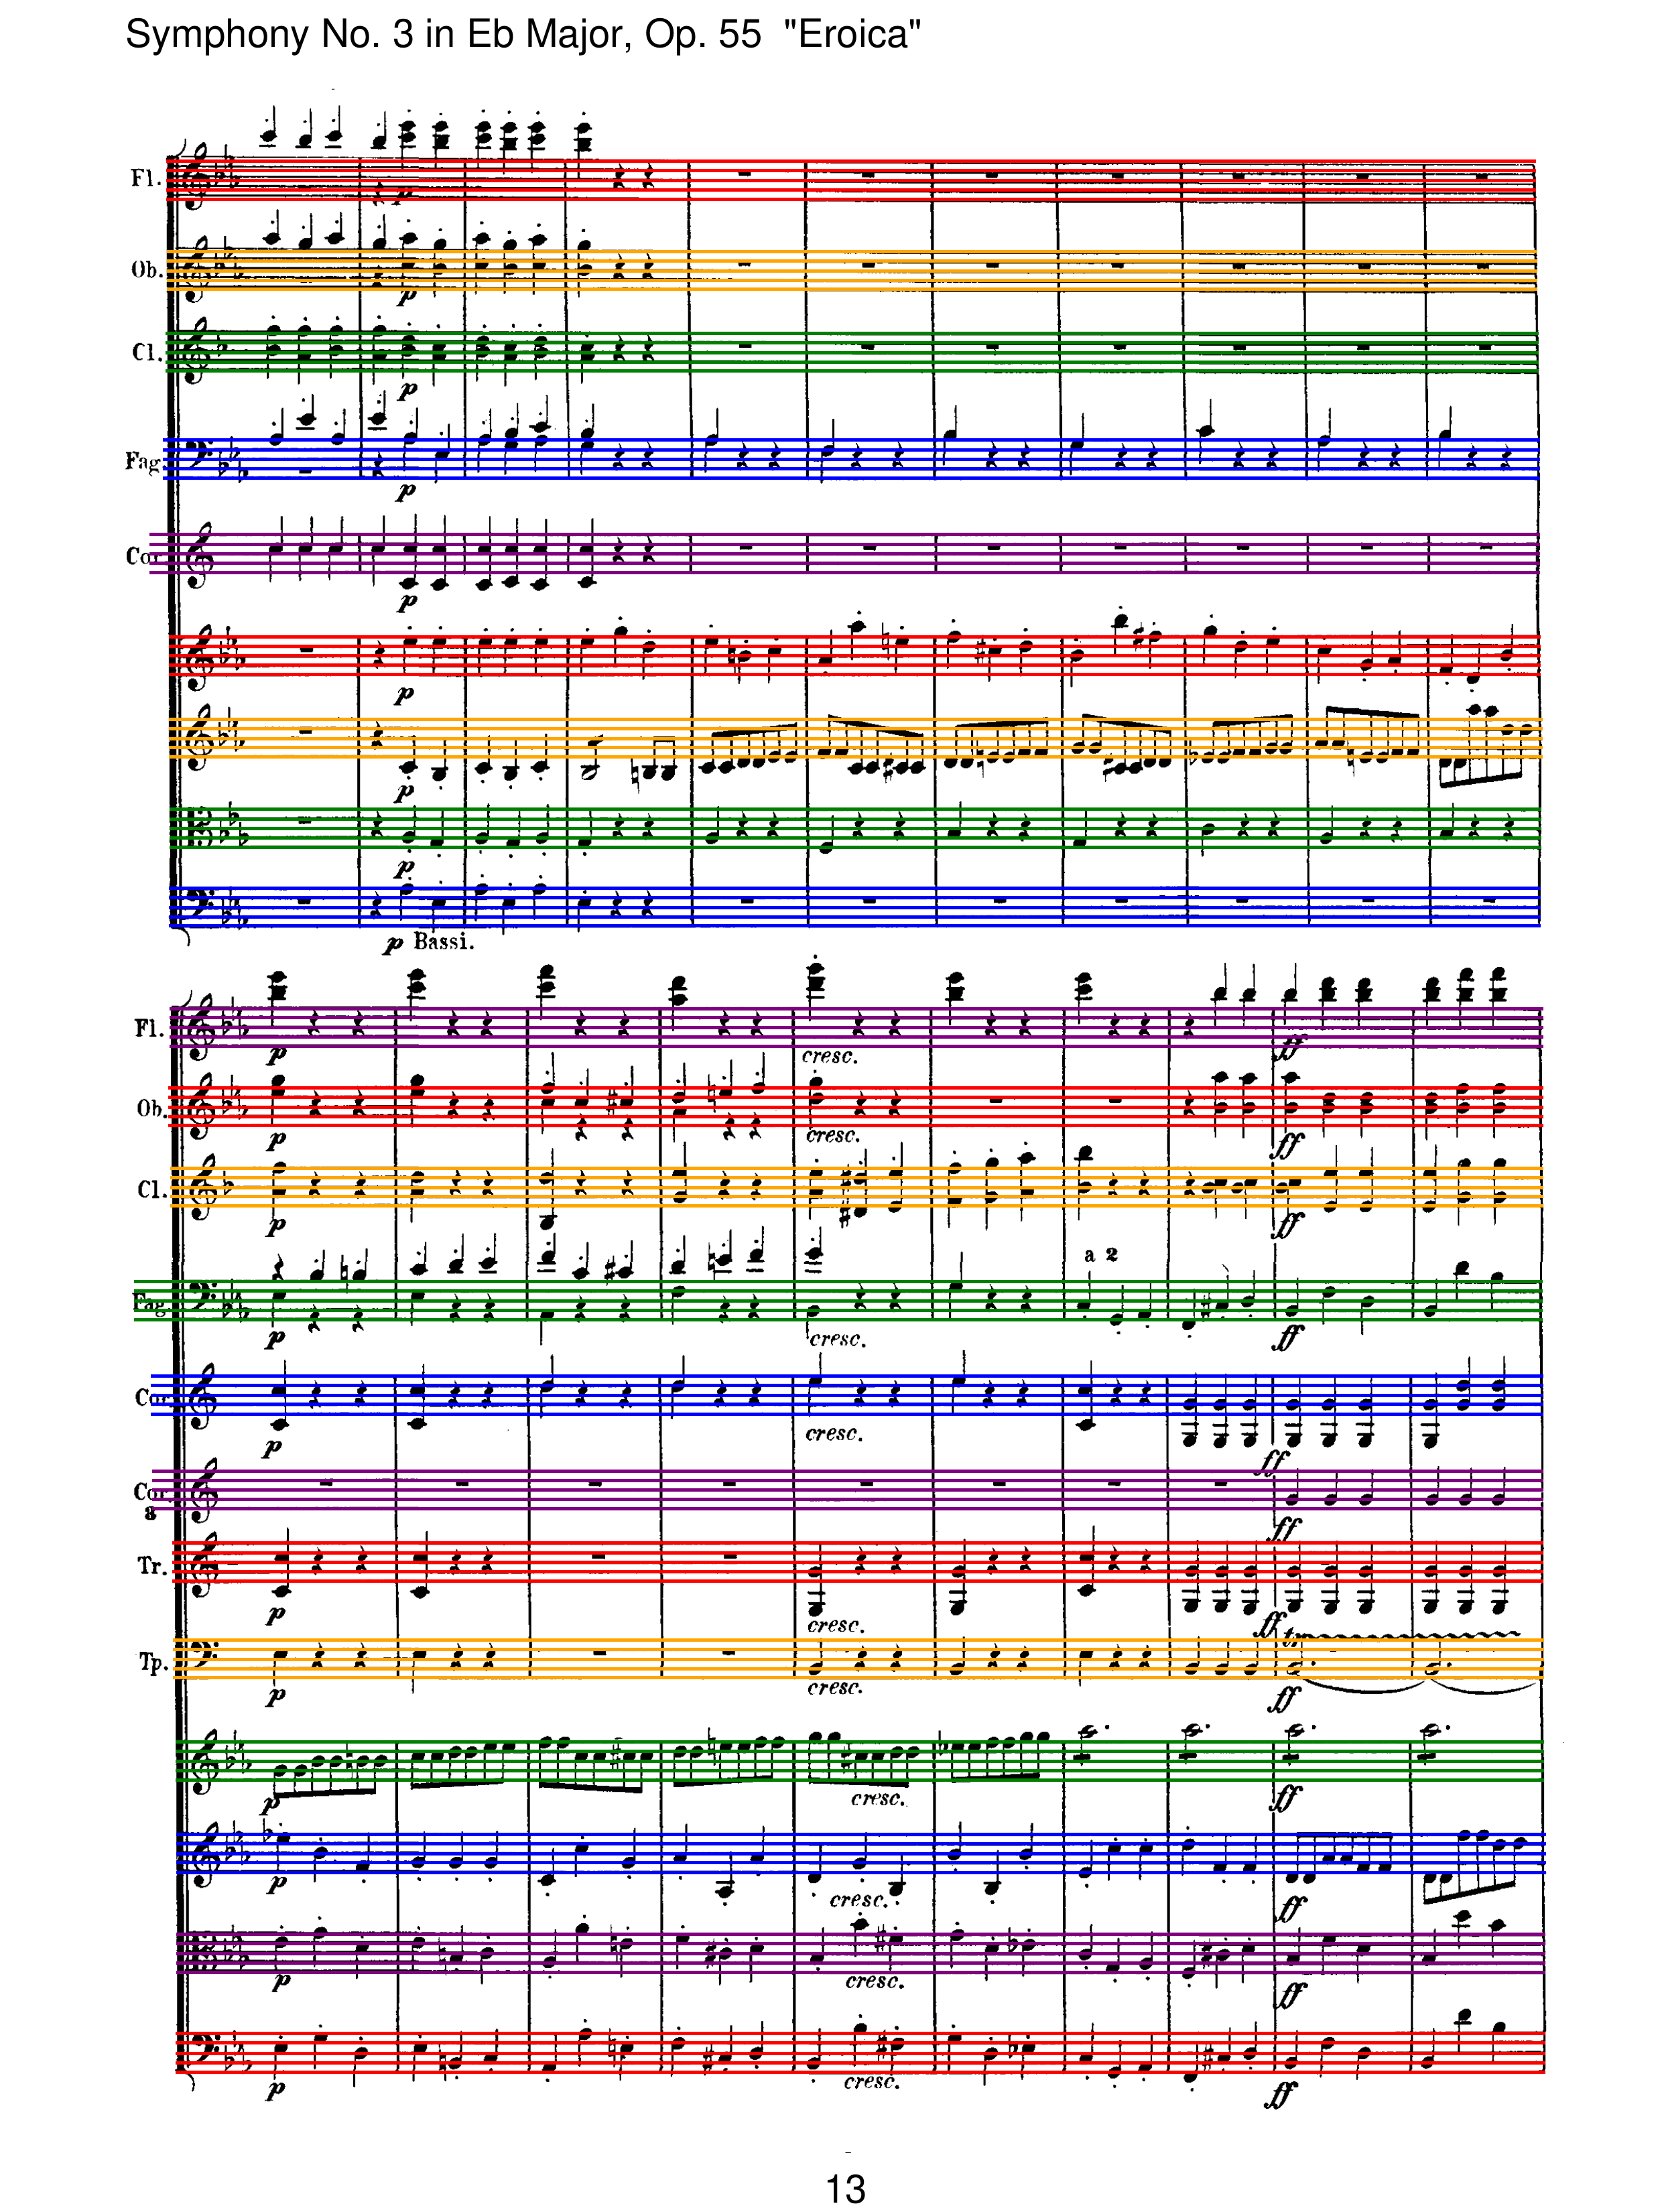 Symphony No. 3 in Eb Major, Op. 55 "Eroica"
Fl.
p
Ob.
p
Cl.
p
Fag.
p
Cor.
p
p
p
p
p Bassi.
Fl.
p cresc. ff
Ob.
p cresc. ff
Cl.
p ff
a 2
Fag.
p cresc. ff
Cor.
p cresc. ff
Cor.
3
ff
Tr.
p cresc. ff
tr
Tp.
p cresc. ff
p cresc. ff
p cresc. ff
p cresc. ff
p cresc. ff
13